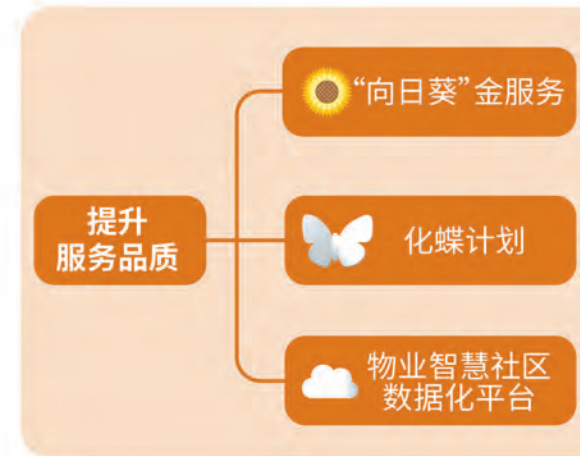 “向日葵”金服务
提升
服务品质
化蝶计划
物业智慧社区
数据化平台